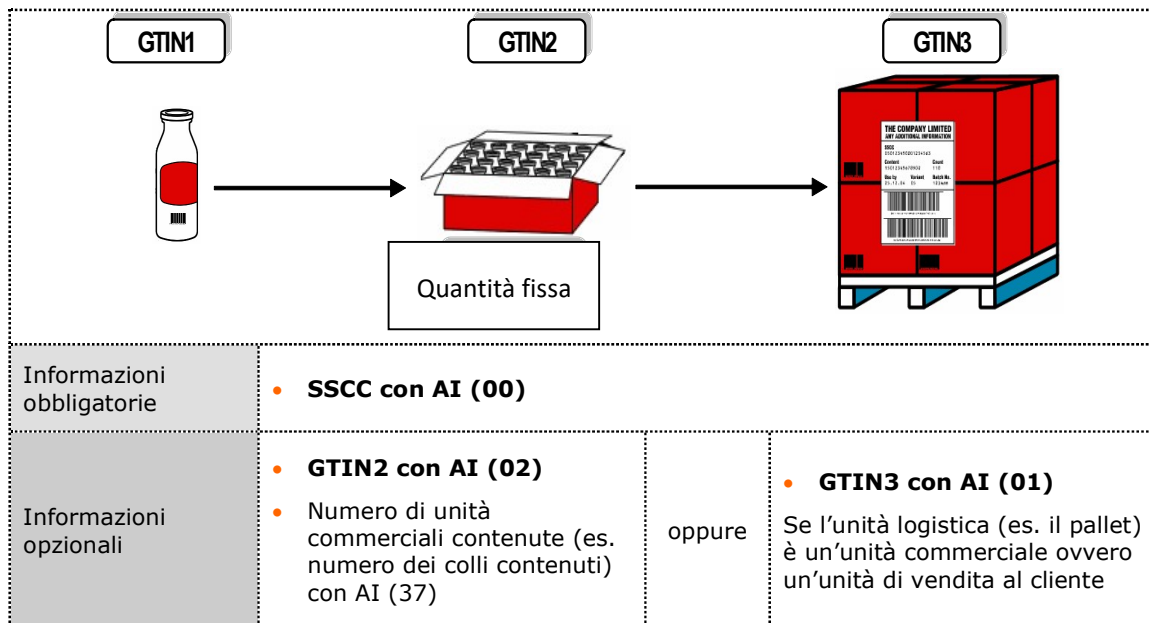 GTIN1
GTIN2
GTIN3
THE COMPANY LIMITED
ANY ADDITIONAL INFORMATION
SSCC
Content
Count
Use by
Variant
Batch No.
Quantità fissa
Informazioni
obbligatorie
• SSCC con AI (00)
Informazioni
opzionali
• GTIN2 con AI (02)
• Numero di unità
commerciali contenute (es.
numero dei colli contenuti)
con AI (37)
oppure
• GTIN3 con AI (01)
Se l'unità logistica (es. il pallet)
è un'unità commerciale ovvero
un'unità di vendita al cliente